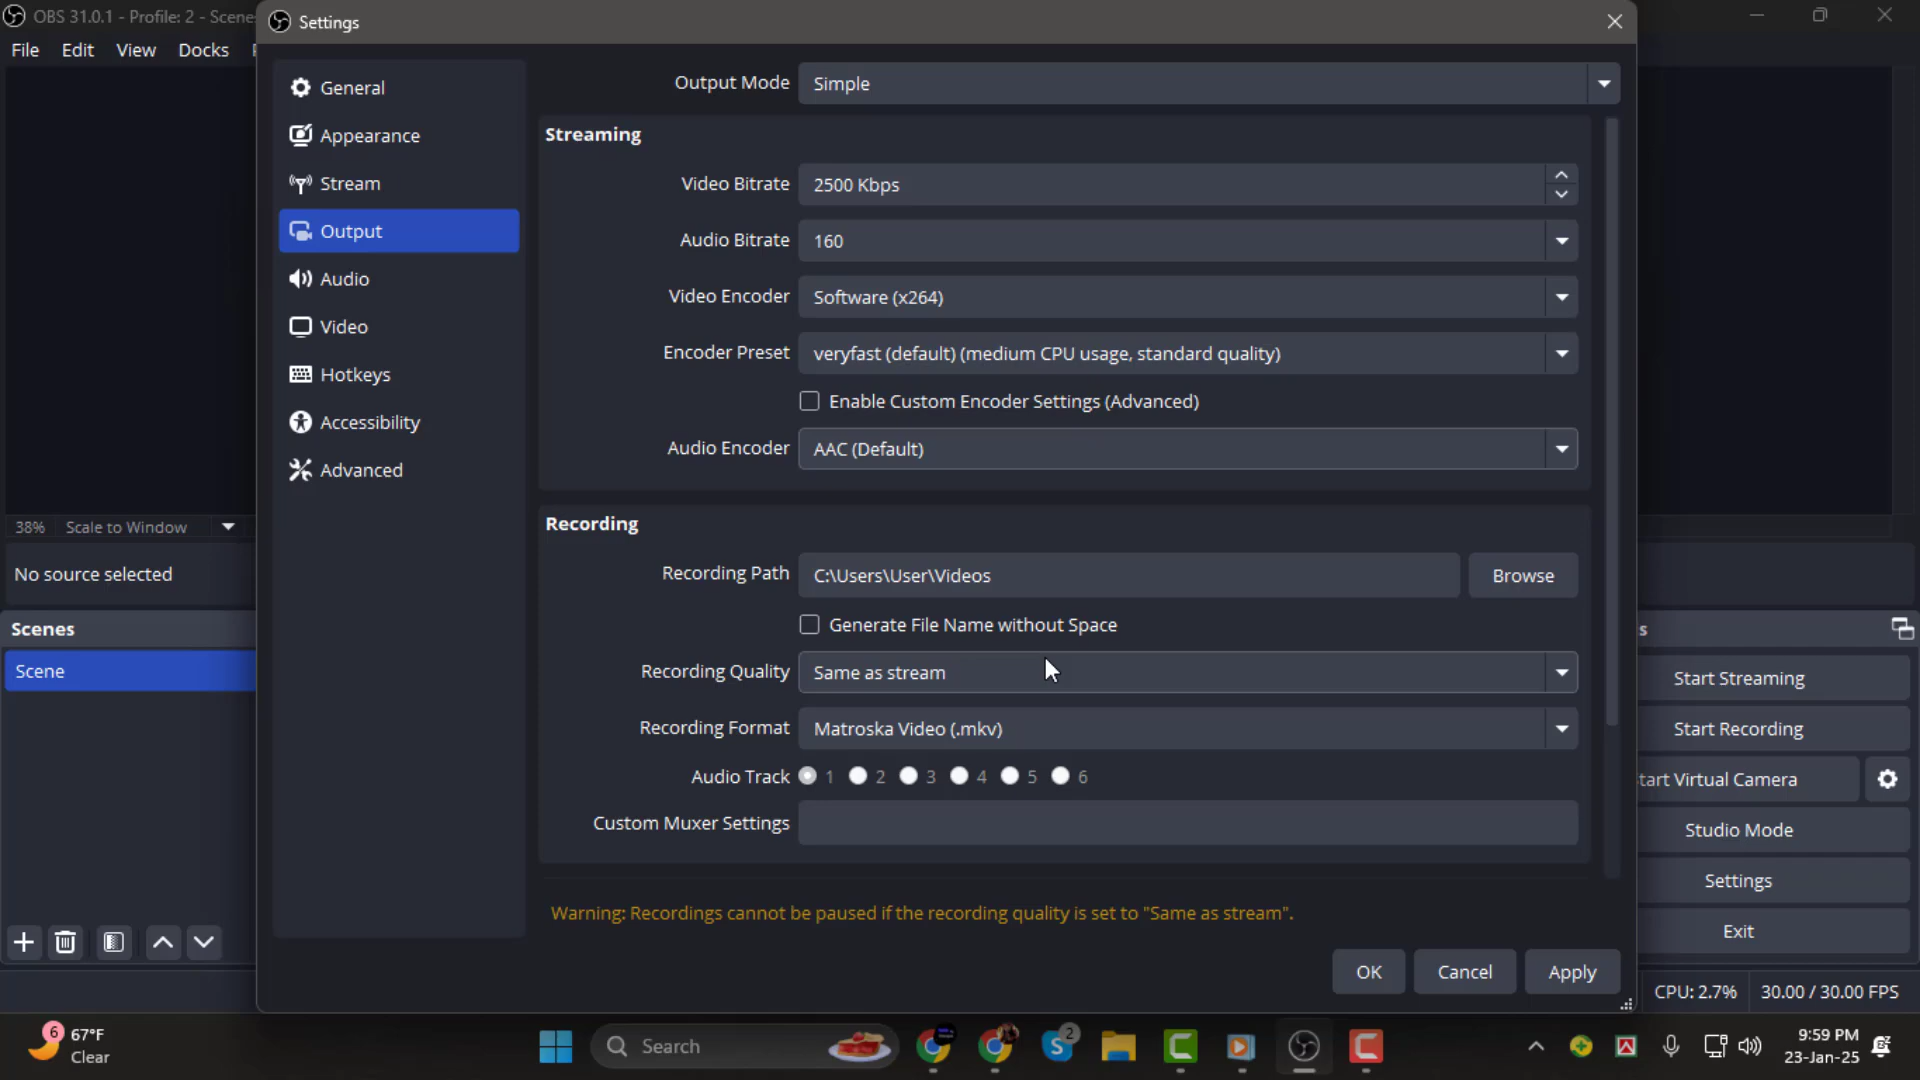 OBS 31.0.1 - Profile: 2 - Scene
Settings
File Edit View Docks
General
Appearance
Stream
Output
Audio
Video
Hotkeys
Accessibility
Advanced
Output Mode Simple
Streaming
Video Bitrate 2500 Kbps
Audio Bitrate 160
Video Encoder Software (x264)
Encoder Preset veryfast (default) (medium CPU usage, standard quality)
Enable Custom Encoder Settings (Advanced)
Audio Encoder AAC (Default)
Recording
Recording Path C:\Users\User\Videos Browse
Generate File Name without Space
Recording Quality Same as stream
Recording Format Matroska Video (.mkv)
Audio Track 1 2 3 4 5 6
Custom Muxer Settings
Warning: Recordings cannot be paused if the recording quality is set to "Same as stream".
OK Cancel Apply
38% Scale to Window
No source selected
Scenes
Scene
s
Start Streaming
Start Recording
tart Virtual Camera
Studio Mode
Settings
Exit
CPU: 2.7% 30.00 / 30.00 FPS
6
67°F
Clear
Search
2
9:59 PM
23-Jan-25